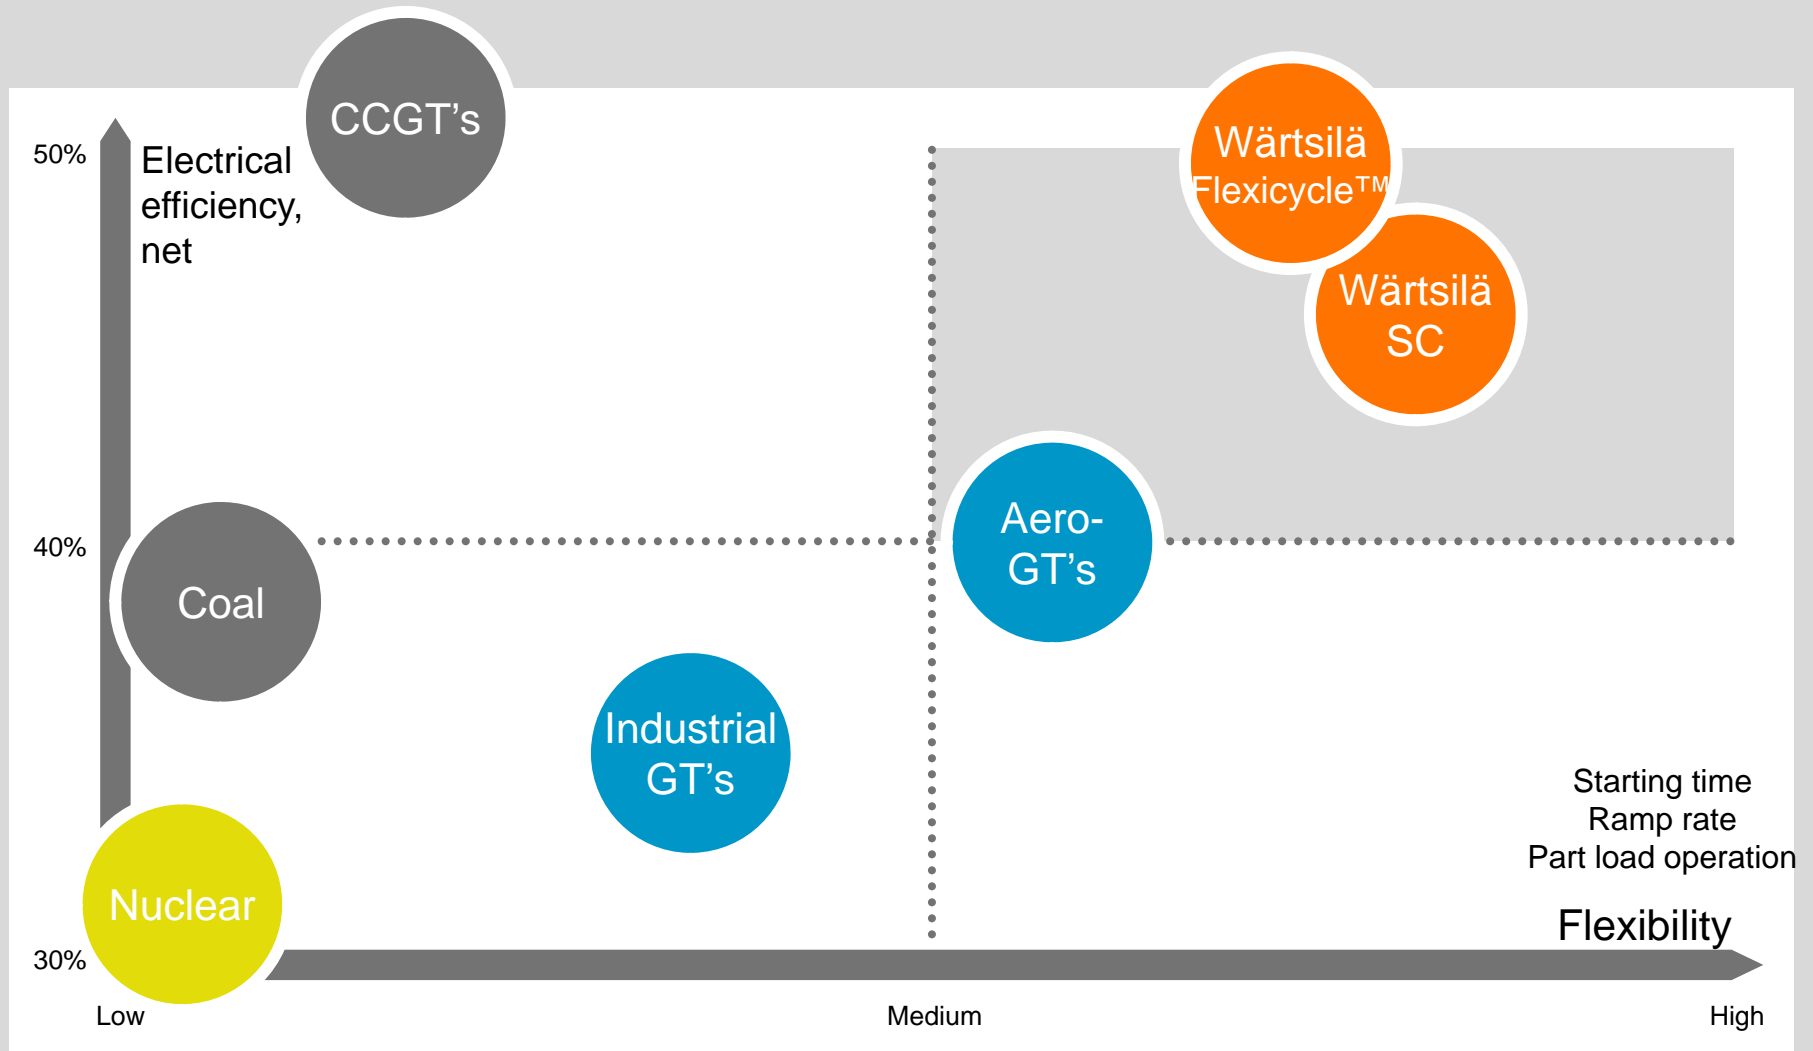 CCGT's
50%
Electrical
efficiency,
net
Wärtsilä
Flexicycle™
Wärtsilä
SC
40%
Aero-
GT's
Coal
Industrial
GT's
Starting time
Ramp rate
Part load operation
Nuclear
Flexibility
30%
Low
Medium
High